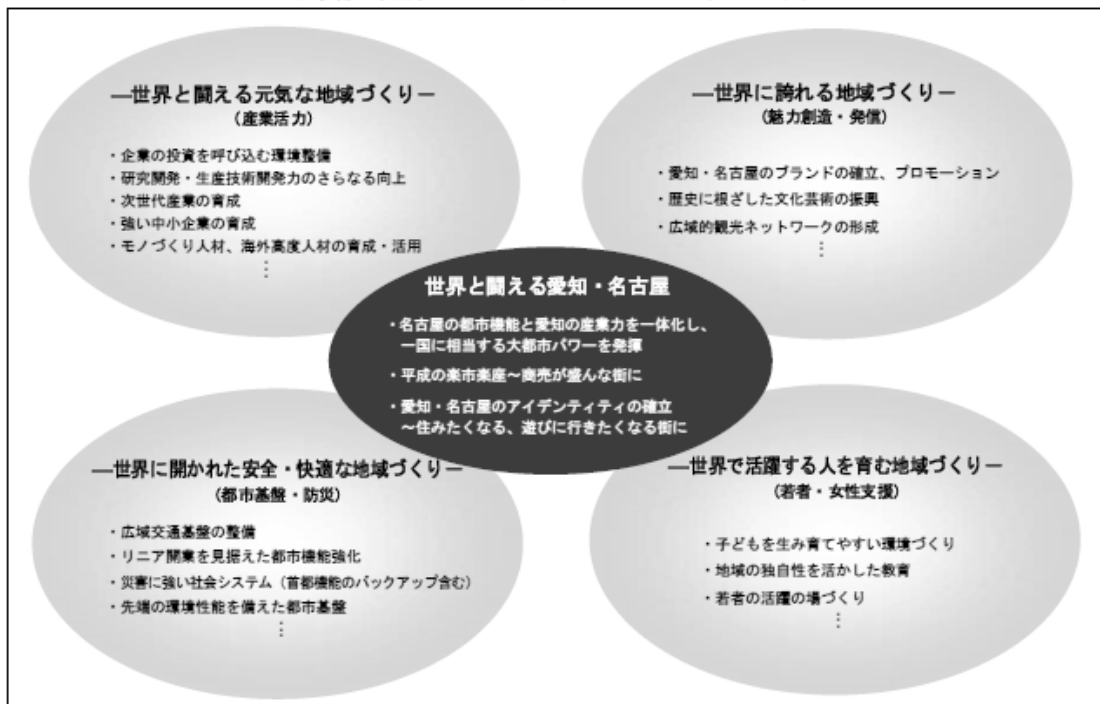 ―世界と闘える元気な地域づくり－
（産業活力）
・企業の投資を呼び込む環境整備
・研究開発・生産技術開発力のさらなる向上
・次世代産業の育成
・強い中小企業の育成
・モノづくり人材、海外高度人材の育成・活用
⋮
―世界に誇れる地域づくり－
（魅力創造・発信）
・愛知・名古屋のブランドの確立、プロモーション
・歴史に根ざした文化芸術の振興
・広域的観光ネットワークの形成
⋮
世界と闘える愛知・名古屋
・名古屋の都市機能と愛知の産業力を一体化し、
一国に相当する大都市パワーを発揮
・平成の楽市楽座～商売が盛んな街に
・愛知・名古屋のアイデンティティの確立
～住みたくなる、遊びに行きたくなる街に
―世界に開かれた安全・快適な地域づくり－
（都市基盤・防災）
・広域交通基盤の整備
・リニア開業を見据えた都市機能強化
・災害に強い社会システム（首都機能のバックアップ含む）
・先端の環境性能を備えた都市基盤
⋮
―世界で活躍する人を育む地域づくり－
（若者・女性支援）
・子どもを生み育てやすい環境づくり
・地域の独自性を活かした教育
・若者の活躍の場づくり
⋮